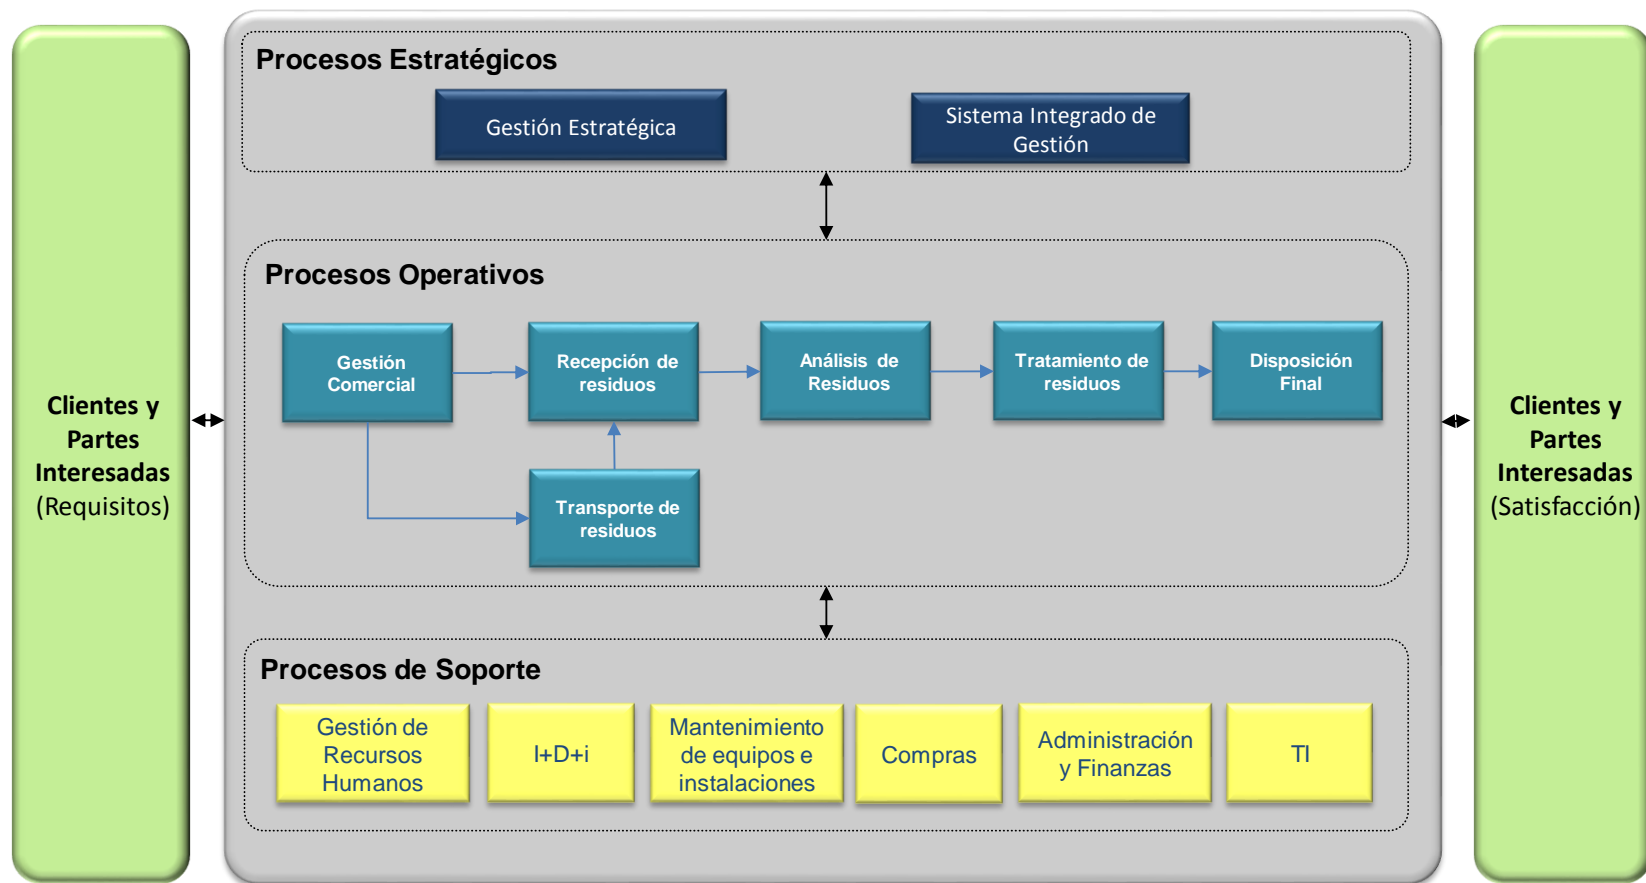 Procesos Estratégicos
Gestión Estratégica
Sistema Integrado de
Gestión
Procesos Operativos
Gestión
Comercial
Recepción de
residuos
Análisis de
Residuos
Tratamiento de
residuos
Disposición
Final
Transporte de
residuos
Clientes y
Partes
Interesadas
(Requisitos)
Clientes y
Partes
Interesadas
(Satisfacción)
Procesos de Soporte
Gestión de
Recursos
Humanos
I+D+i
Mantenimiento
de equipos e
instalaciones
Compras
Administración
y Finanzas
TI